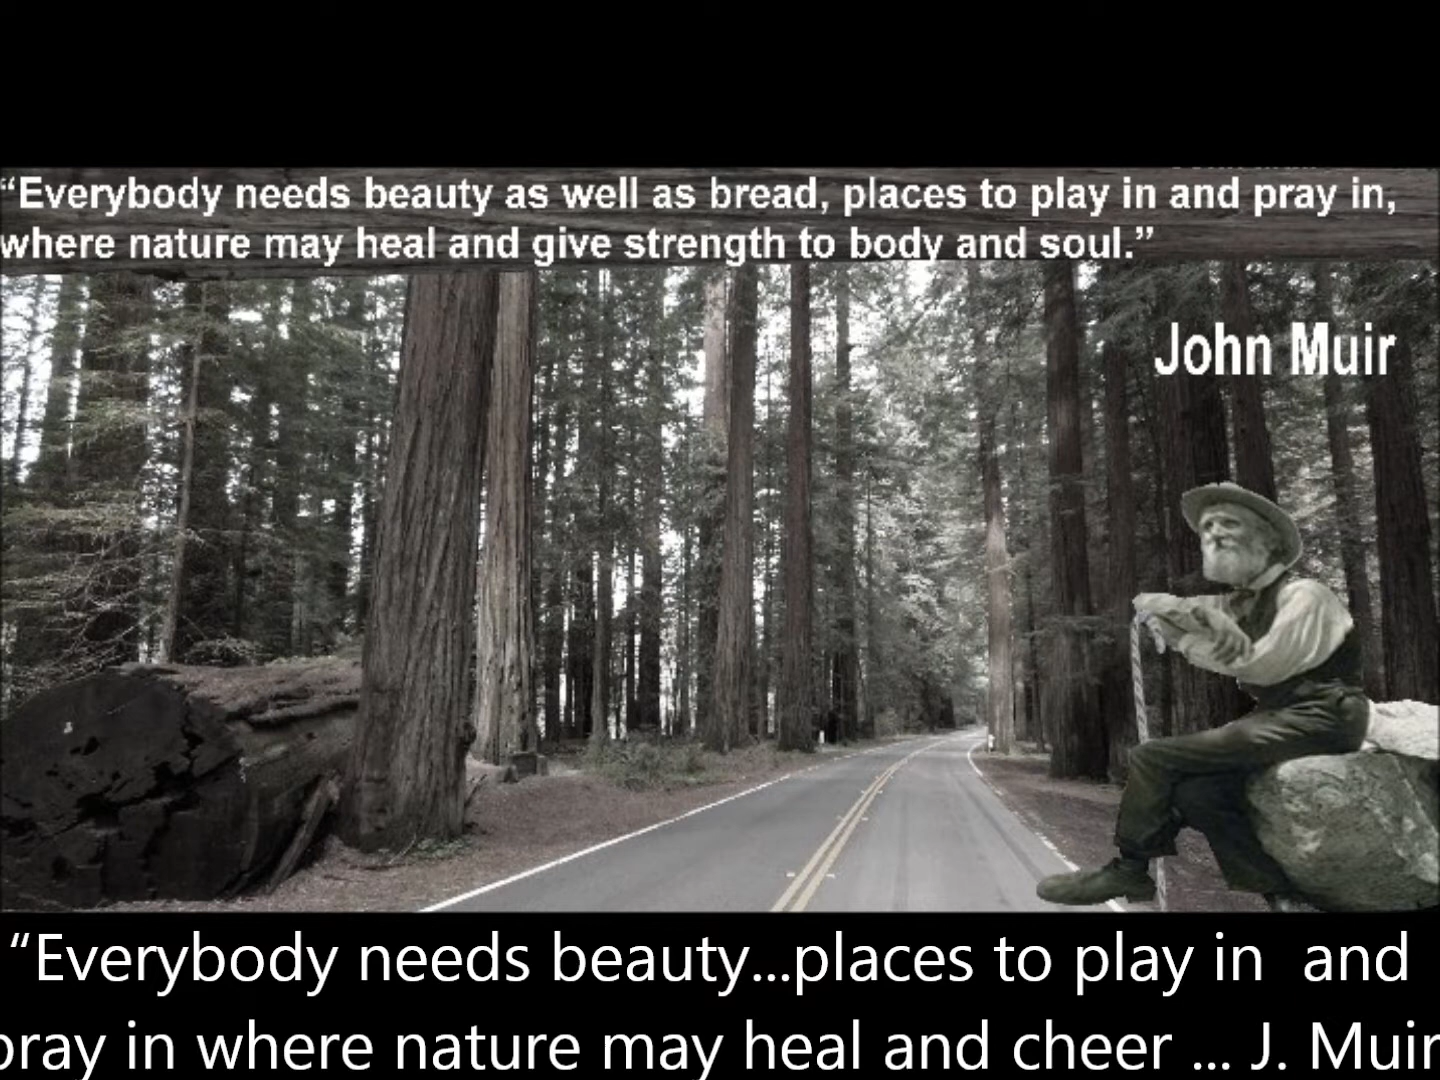 “Everybody needs beauty as well as bread, places to play in and pray in,
where nature may heal and give strength to body and soul.”
John Muir
“Everybody needs beauty...places to play in  and
pray in where nature may heal and cheer ... J. Muir